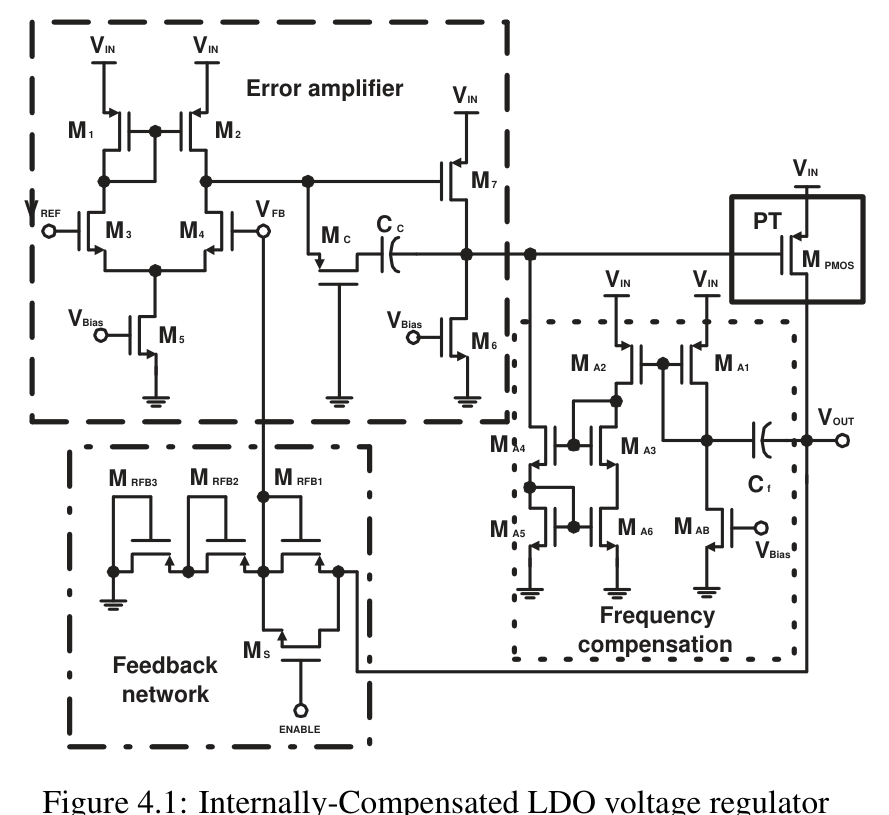 VIN
VIN
Error amplifier
VIN
M1
M2
M7
VIN
VREF
M3
M4
VFB
MC
CC
PT
MPMOS
VIN
VIN
VBias
M5
VBias
M6
MA2
MA1
VOUT
MA4
MA3
Cf
MRFB3
MRFB2
MRFB1
MA5
MA6
MAB
VBias
Frequency
compensation
MS
Feedback
network
ENABLE
Figure 4.1: Internally-Compensated LDO voltage regulator